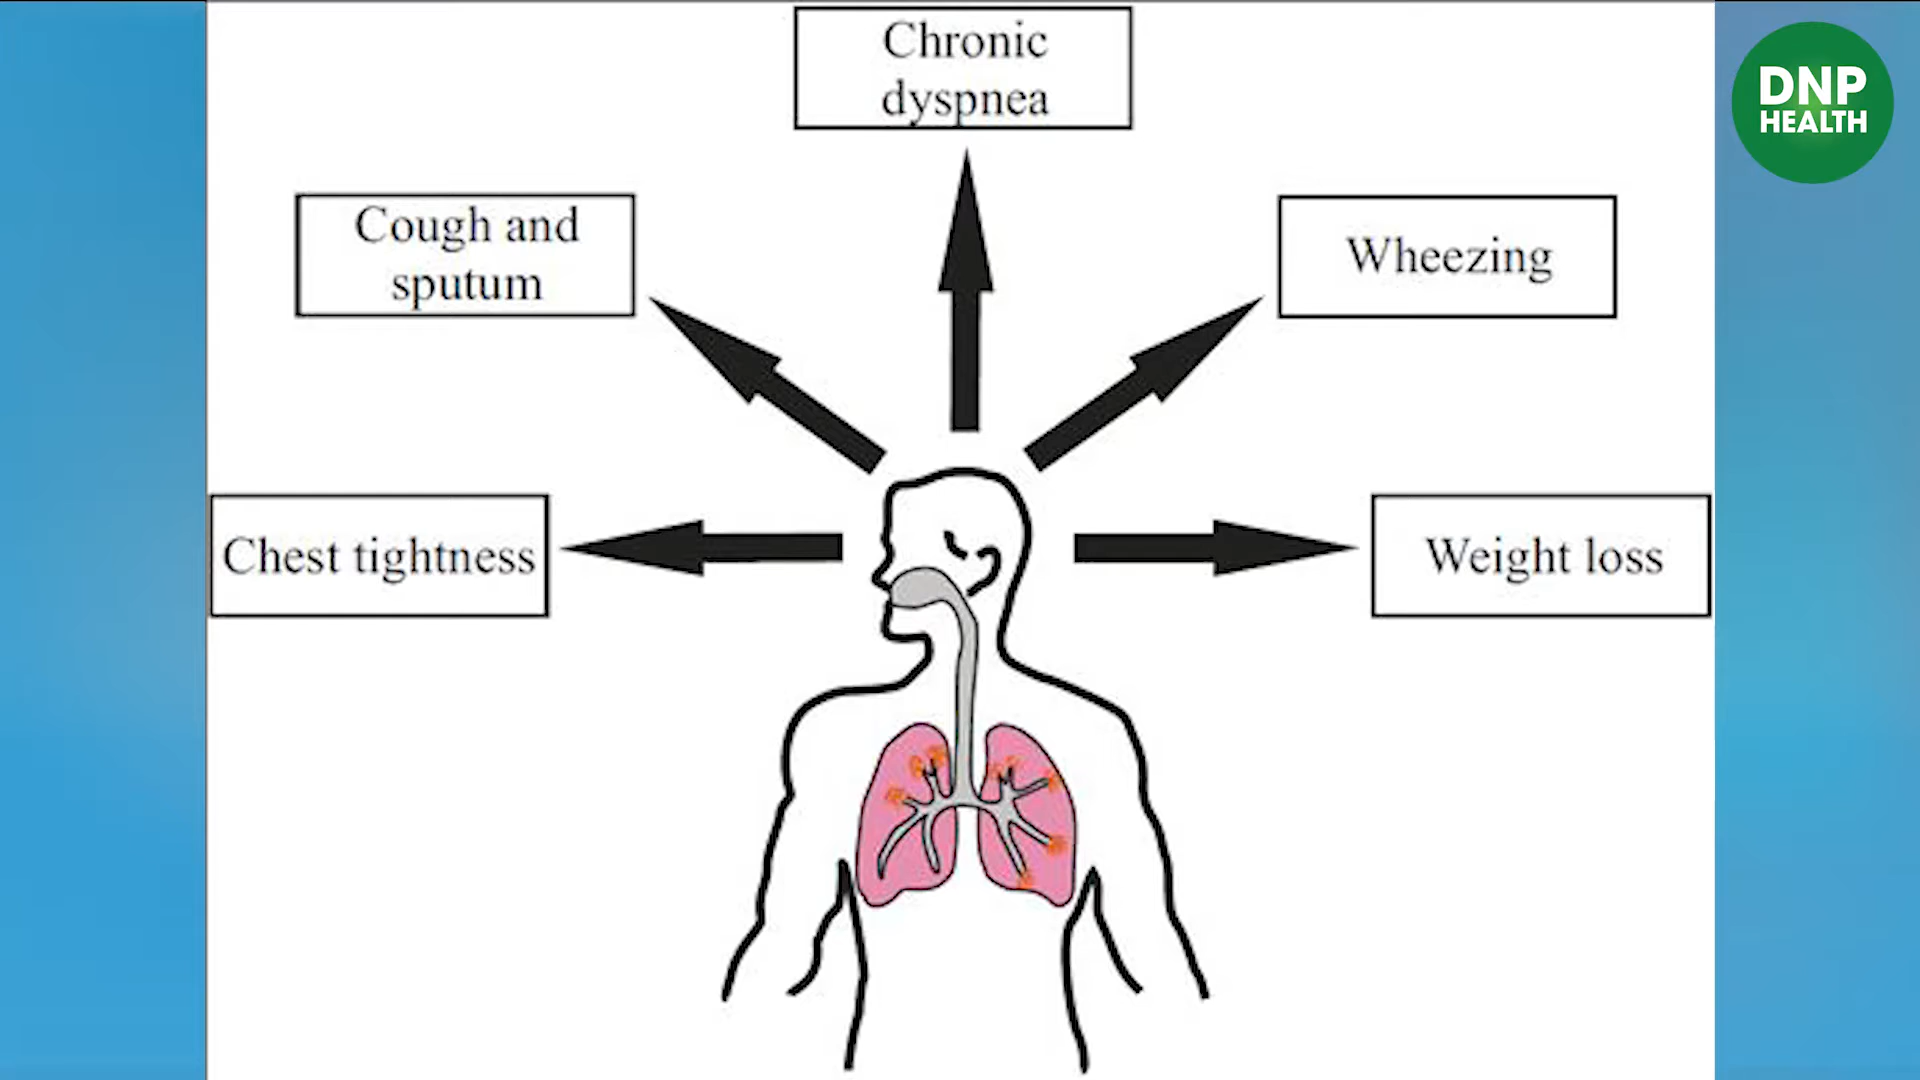 Chronic
dyspnea
DNP
HEALTH
Cough and
sputum
Wheezing
Chest tightness
Weight loss